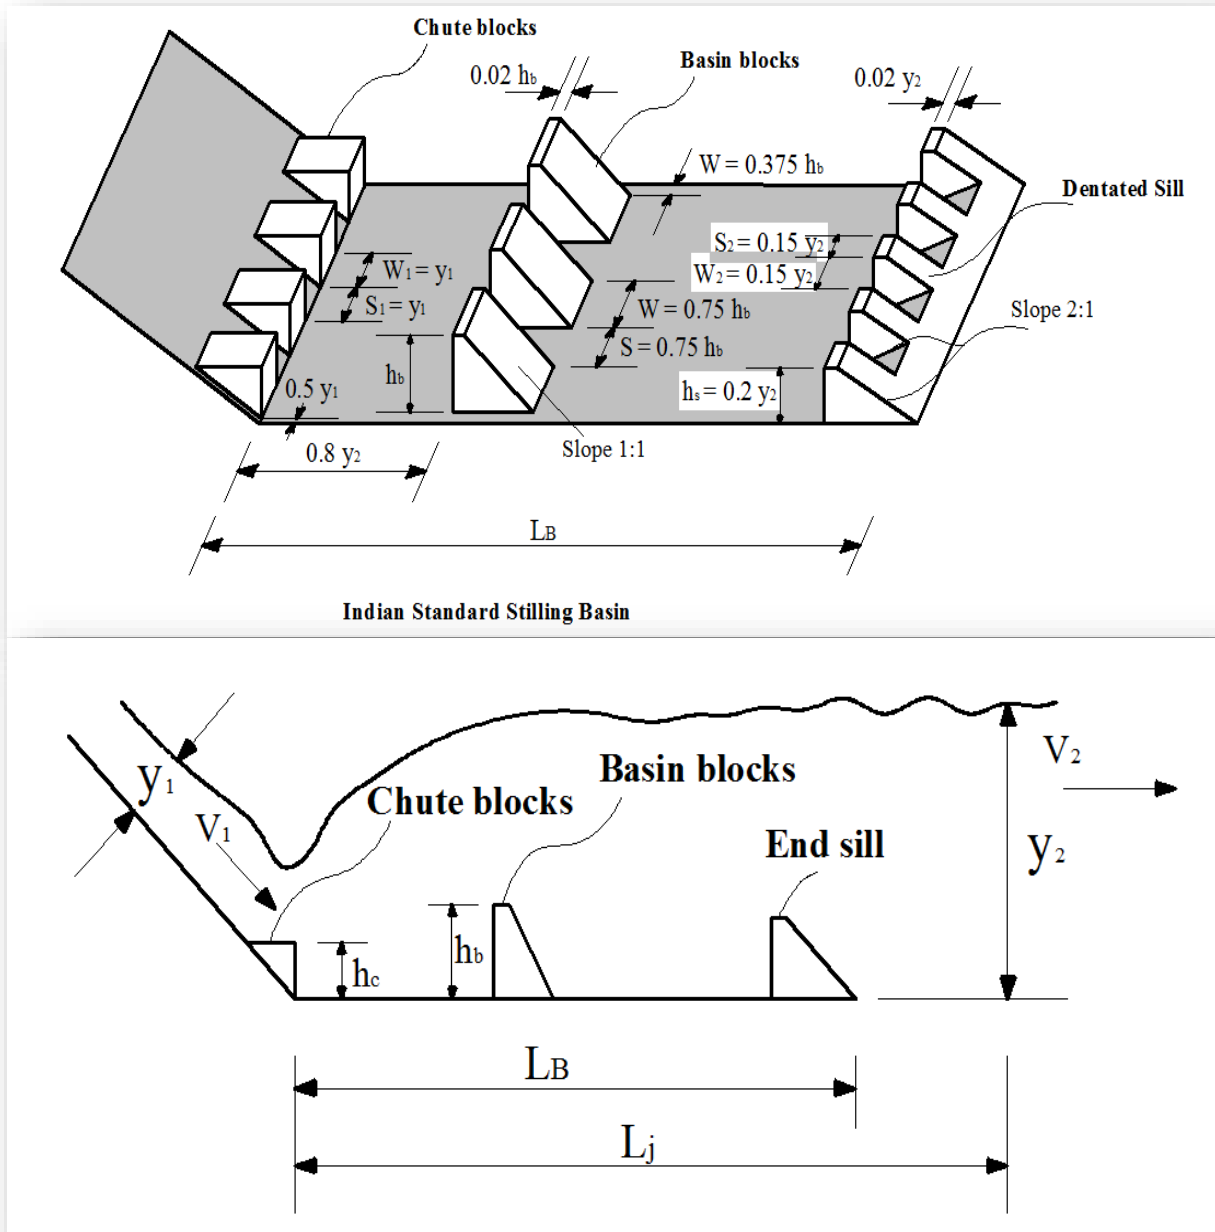 Chute blocks
0.02 hb
Basin blocks
0.02 y2
W = 0.375 hb
Dentated Sill
S2 = 0.15 y2
W2 = 0.15 y2
W1 = y1
S1 = y1
W = 0.75 hb
S = 0.75 hb
Slope 2:1
hb
0.5 y1
hs = 0.2 y2
0.8 y2
Slope 1:1
LB
Indian Standard Stilling Basin
y1
V1
Chute blocks
Basin blocks
V2
End sill
y2
hb
hc
LB
Lj